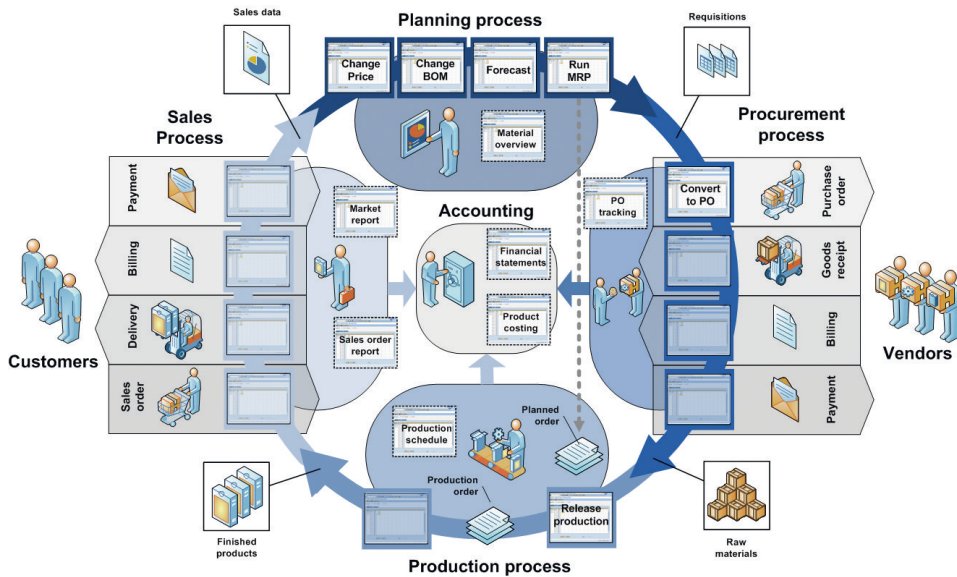 Sales data
Planning process
Requisitions
Change
Price
Change
BOM
Forecast
Run
MRP
Sales
Process
Procurement
process
Material
overview
Payment
Market
report
Accounting
PO
tracking
Convert
to PO
Purchase
order
Billing
Financial
statements
Goods
receipt
Delivery
Product
costing
Billing
Customers
Sales order
report
Vendors
Sales
order
Payment
Production
schedule
Planned
order
Production
order
Release
production
Finished
products
Raw
materials
Production process